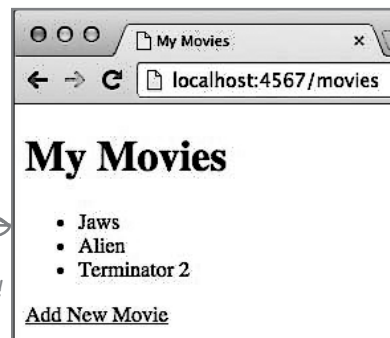 My Movies
localhost:4567/movies
My Movies
• Jaws
• Alien
• Terminator 2
Add New Movie